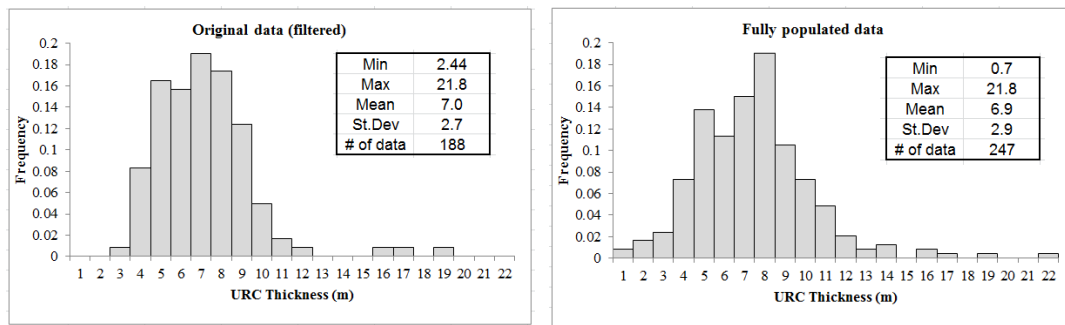 Original data (filtered)
0.2
0.18
0.16
0.14
0.12
0.1
0.08
0.06
0.04
0.02
0
Frequency
Min 2.44
Max 21.8
Mean 7.0
St.Dev 2.7
# of data 188
1 2 3 4 5 6 7 8 9 10 11 12 13 14 15 16 17 18 19 20 21 22
URC Thickness (m)
Fully populated data
0.2
0.18
0.16
0.14
0.12
0.1
0.08
0.06
0.04
0.02
0
Frequency
Min 0.7
Max 21.8
Mean 6.9
St.Dev 2.9
# of data 247
1 2 3 4 5 6 7 8 9 10 11 12 13 14 15 16 17 18 19 20 21 22
URC Thickness (m)